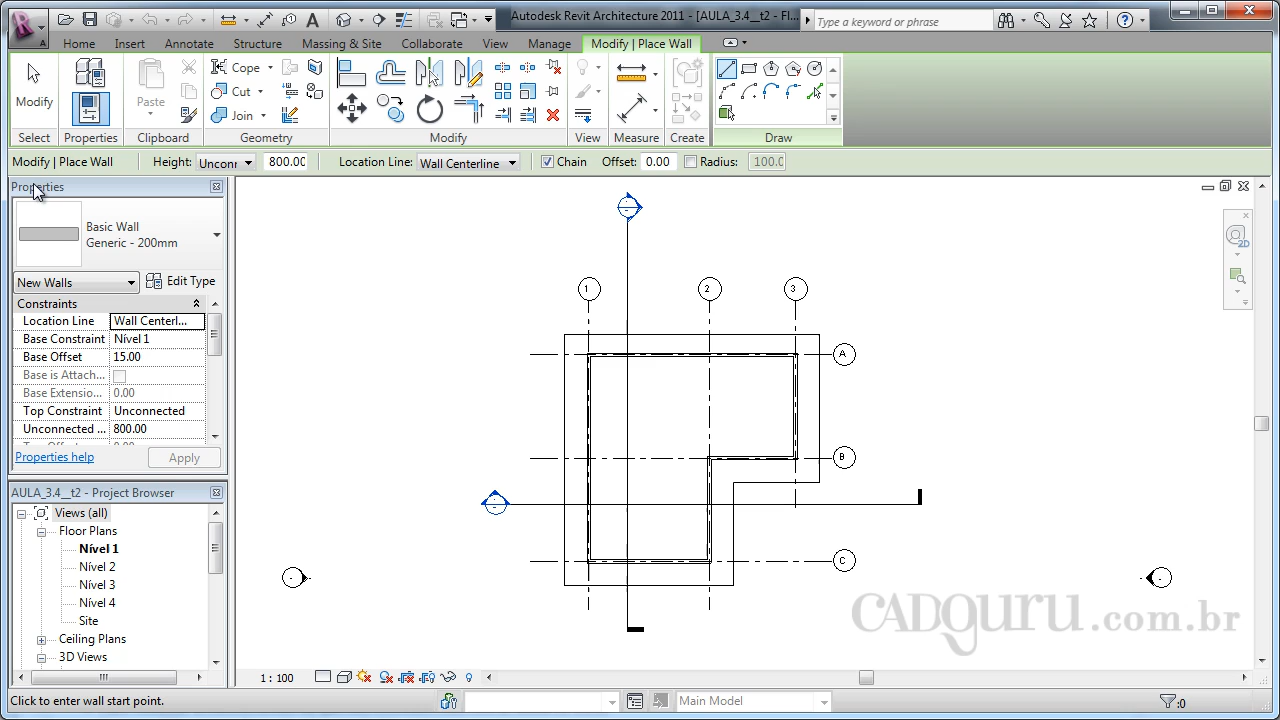 Autodesk Revit Architecture 2011 - [AULA_3.4__t2 - Fl...
Type a keyword or phrase
Home Insert Annotate Structure Massing & Site Collaborate View Manage Modify | Place Wall
Modify
Paste
Cope
Cut
Join
Select Properties Clipboard Geometry Modify View Measure Create Draw
Modify | Place Wall Height: Unconr 800.00 Location Line: Wall Centerline Chain Offset: 0.00 Radius: 100.0
Properties
Basic Wall
Generic - 200mm
New Walls Edit Type
Constraints
Location Line Wall Centerl...
Base Constraint Nível 1
Base Offset 15.00
Base is Attach...
Base Extensio... 0.00
Top Constraint Unconnected
Unconnected ... 800.00
Properties help Apply
AULA_3.4__t2 - Project Browser
Views (all)
Floor Plans
Nível 1
Nível 2
Nível 3
Nível 4
Site
Ceiling Plans
3D Views
2D
1 2 3
A
B
C
CADGURU.com.br
1 : 100
Click to enter wall start point.
Main Model
:0